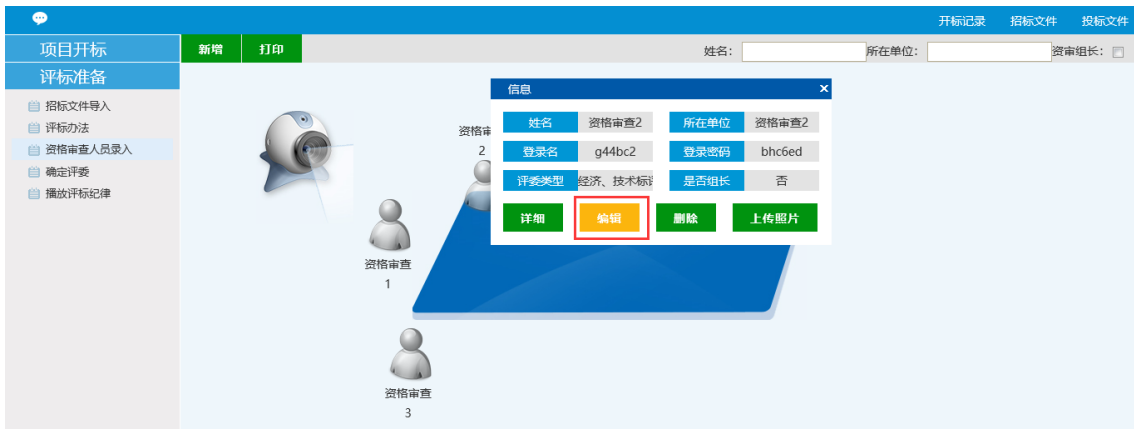 开标记录 招标文件 投标文件
项目开标
新增 打印 姓名： 所在单位： 资审组长：
评标准备
招标文件导入
评标办法
资格审查人员录入
确定评委
播放评标纪律
信息 ×
姓名 资格审查2 所在单位 资格审查2
登录名 g44bc2 登录密码 bhc6ed
评委类型 经济、技术标 是否组长 否
详细 编辑 删除 上传照片
资格审
2
资格审查
1
资格审查
3